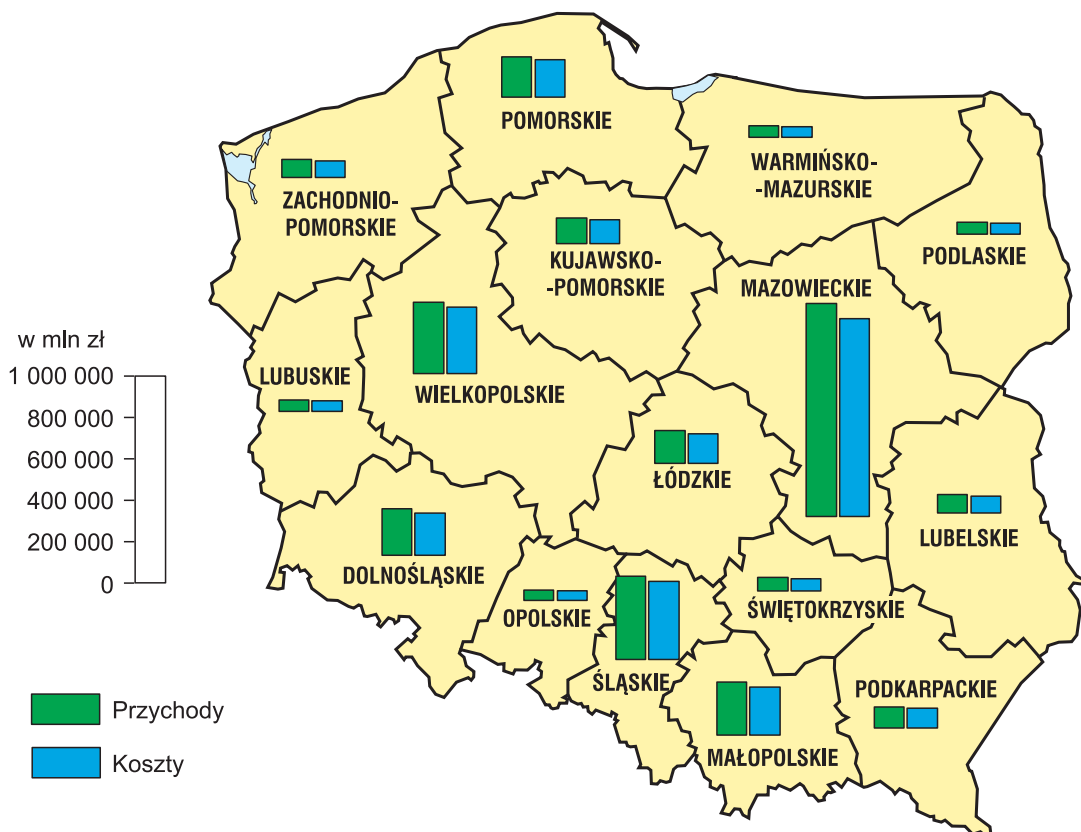 POMORSKIE
WARMIŃSKO-
-MAZURSKIE
ZACHODNIO-
POMORSKIE
KUJAWSKO-
-POMORSKIE
PODLASKIE
MAZOWIECKIE
w mln zł
1 000 000
800 000
600 000
400 000
200 000
0
LUBUSKIE
WIELKOPOLSKIE
ŁÓDZKIE
LUBELSKIE
DOLNOŚLĄSKIE
OPOLSKIE
ŚWIĘTOKRZYSKIE
ŚLĄSKIE
PODKARPACKIE
MAŁOPOLSKIE
Przychody
Koszty